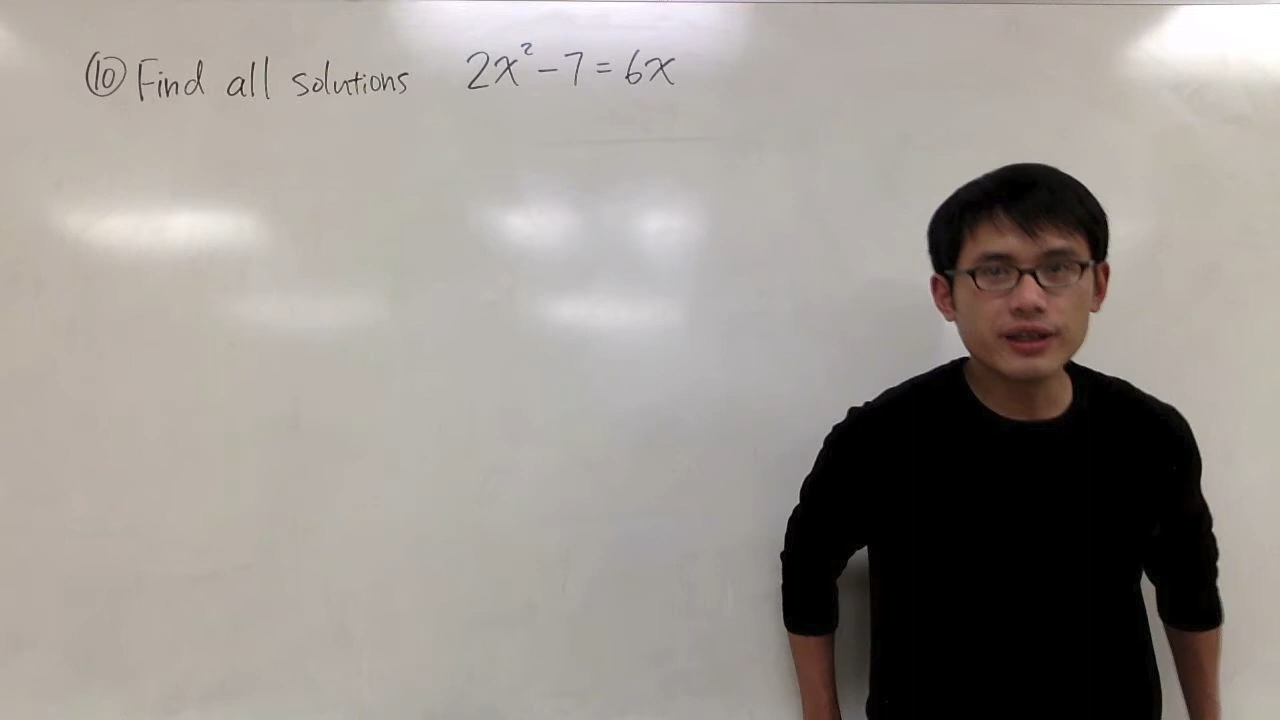 ⑩ Find all solutions 2x² - 7 = 6x